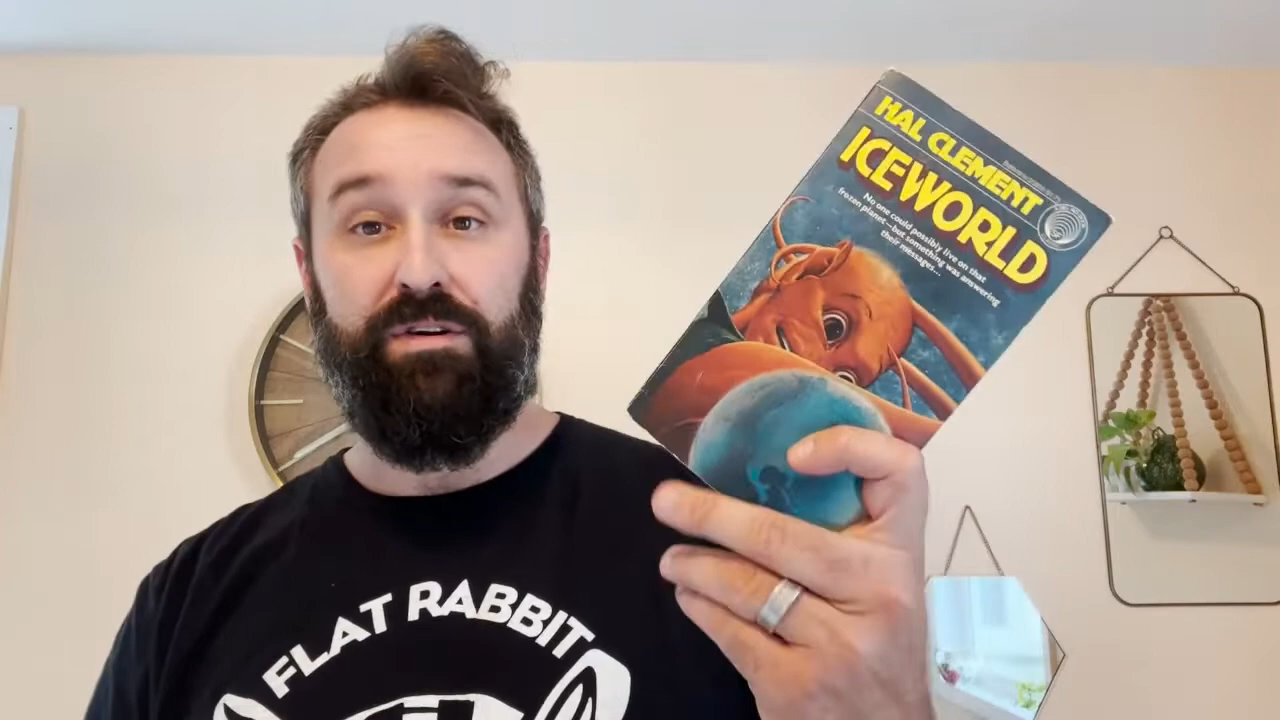 HAL CLEMENT
ICEWORLD
No one could possibly live on that
frozen planet—but something was answering
their messages...
SF
FLAT RABBIT